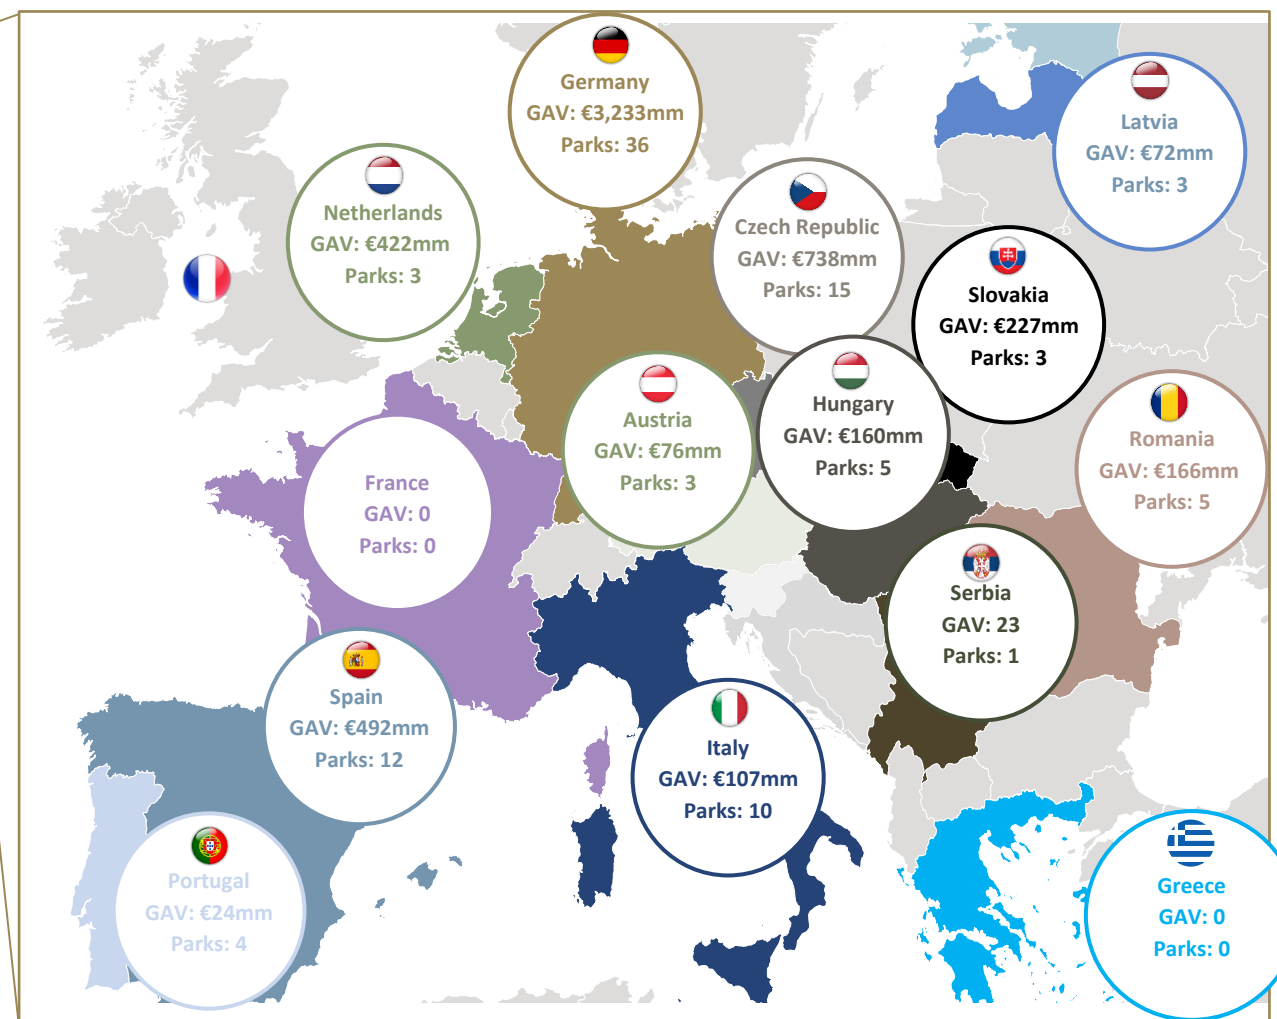 Germany
GAV: €3,233mm
Parks: 36
Latvia
GAV: €72mm
Parks: 3
Netherlands
GAV: €422mm
Parks: 3
Czech Republic
GAV: €738mm
Parks: 15
Slovakia
GAV: €227mm
Parks: 3
Austria
GAV: €76mm
Parks: 3
Hungary
GAV: €160mm
Parks: 5
Romania
GAV: €166mm
Parks: 5
France
GAV: 0
Parks: 0
Serbia
GAV: 23
Parks: 1
Spain
GAV: €492mm
Parks: 12
Italy
GAV: €107mm
Parks: 10
Portugal
GAV: €24mm
Parks: 4
Greece
GAV: 0
Parks: 0